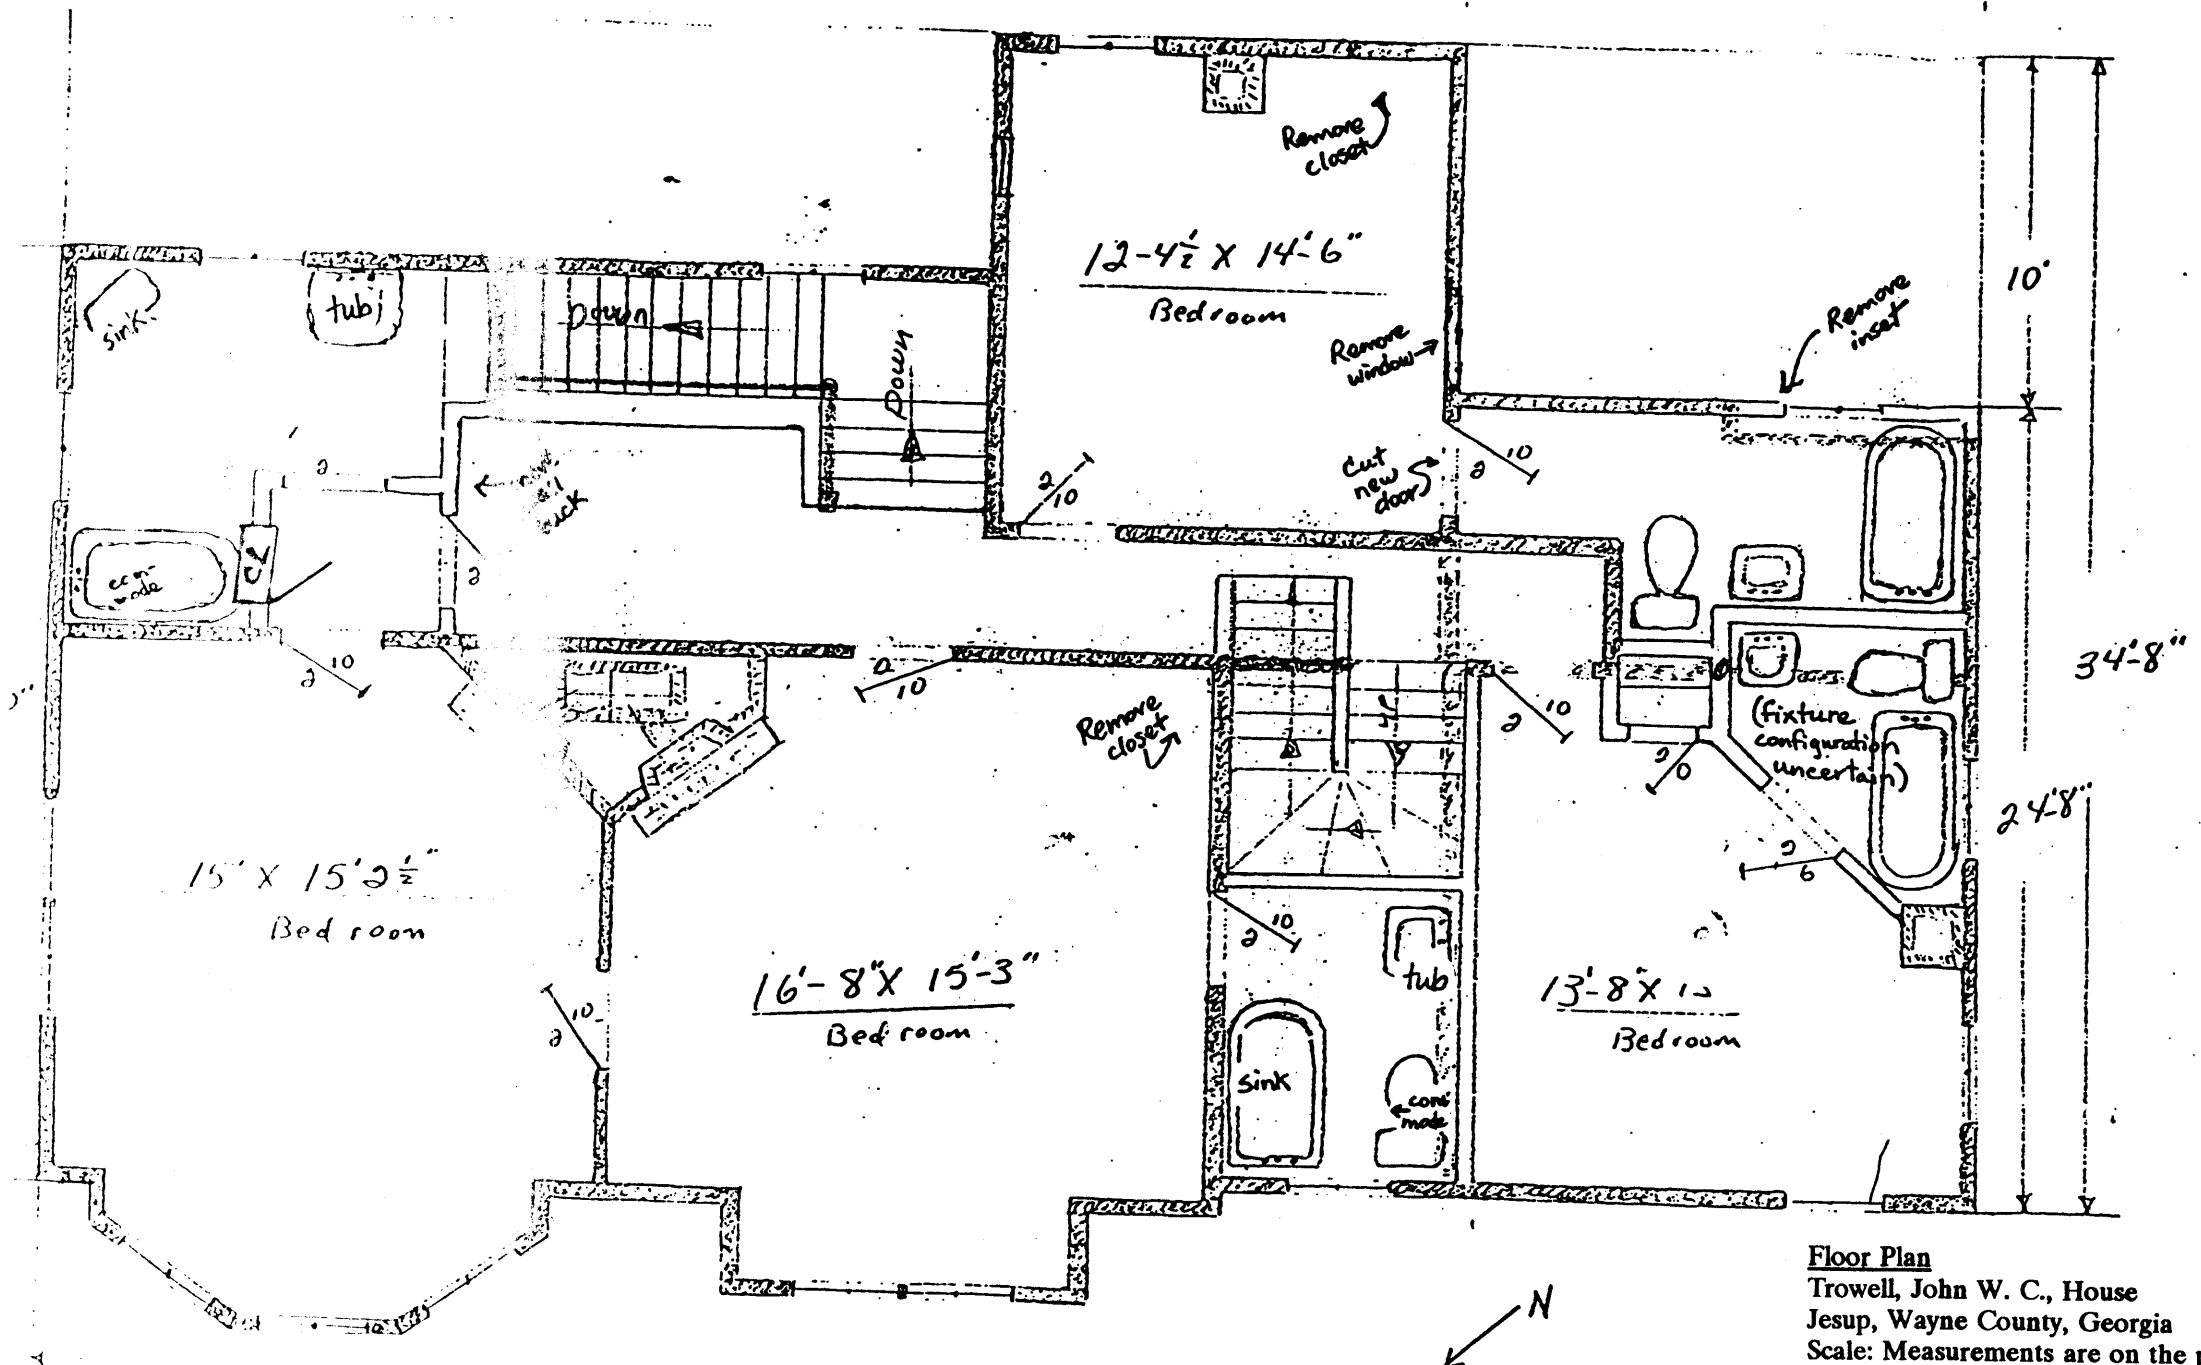 Remove
closet
12-4½ X 14'-6"
Bedroom
Remove
window
Remove
inset
10'
sink
tub
Down
Down
2
10
cut
new
door
2
10
2
com-
mode
CL
2
2
10
2
10
34'-8"
24'-8"
Remove
closet
up
2
10
(fixture
configuration
uncertain)
2
0
2
6
15' X 15'2½"
Bedroom
16'-8" X 15'-3"
Bedroom
2
10
2
10
tub
sink
com
mode
13'-8" X
Bedroom
N
Floor Plan
Trowell, John W. C., House
Jesup, Wayne County, Georgia
Scale: Measurements are on the